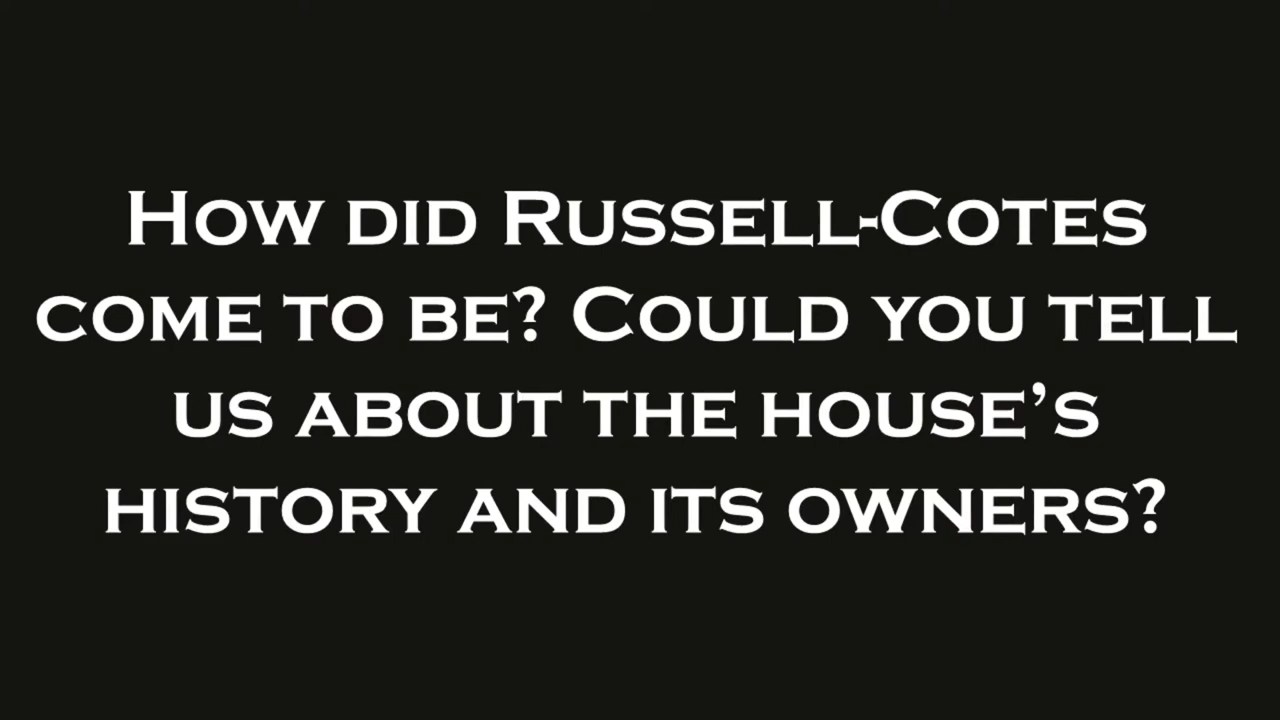 How did Russell-Cotes
come to be? Could you tell
us about the house’s
history and its owners?